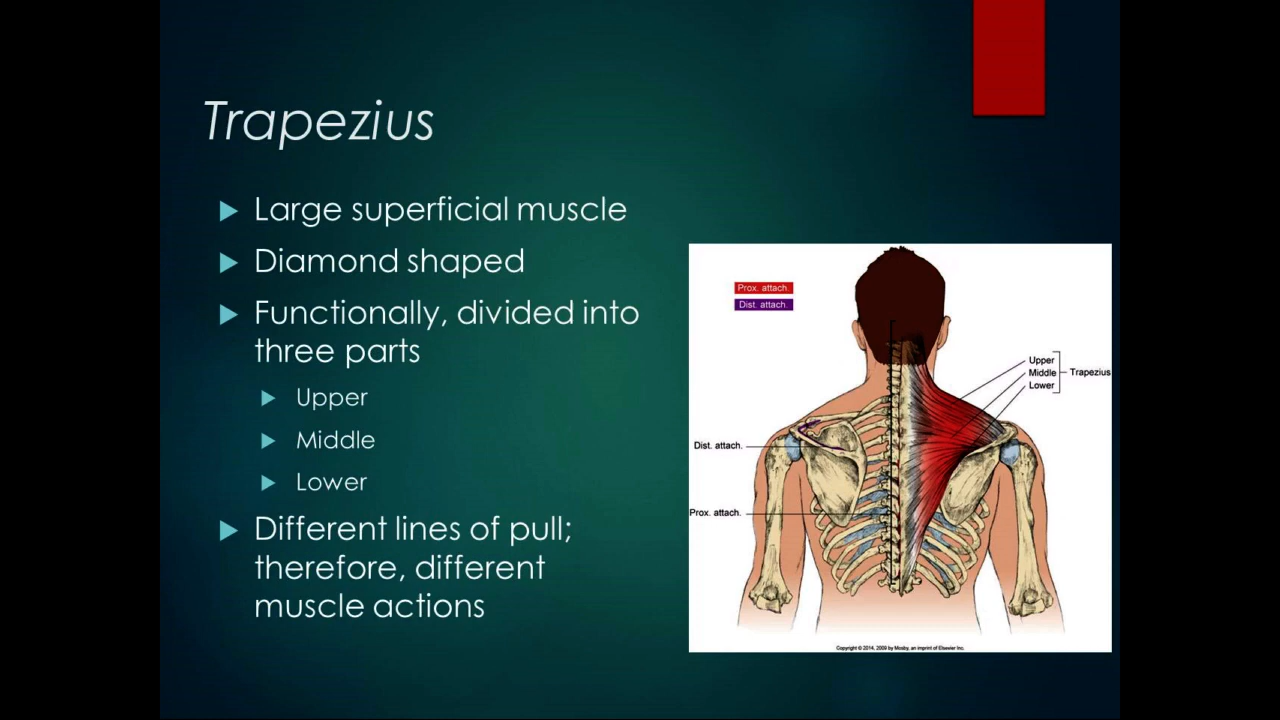 Trapezius
Large superficial muscle
Diamond shaped
Functionally, divided into
three parts
Upper
Middle
Lower
Different lines of pull;
therefore, different
muscle actions
Prox. attach.
Dist. attach.
Upper
Middle
Lower
Trapezius
Dist. attach.
Prox. attach.
Copyright © 2014, 2009 by Mosby, an imprint of Elsevier Inc.